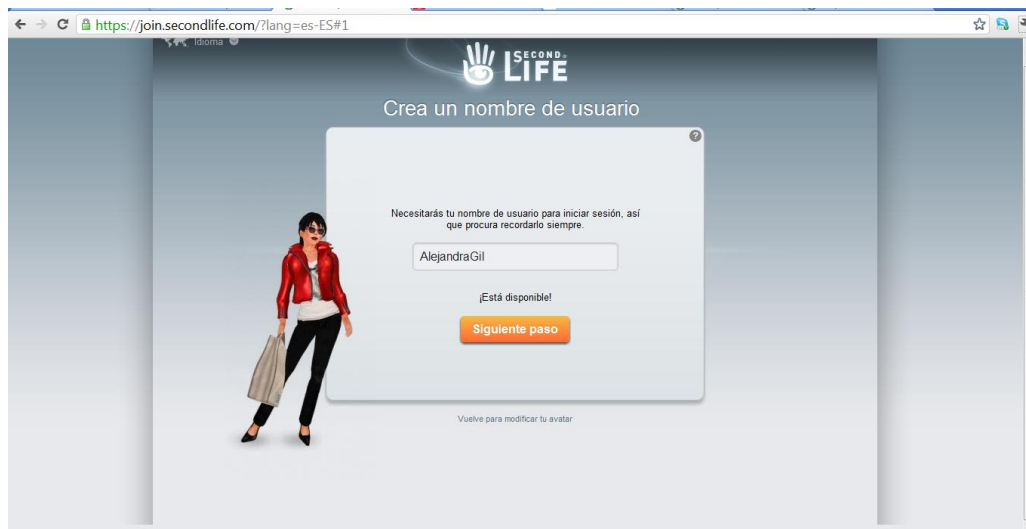 https://join.secondlife.com/?lang=es-ES#1
Idioma
SECOND
LIFE
Crea un nombre de usuario
?
Necesitarás tu nombre de usuario para iniciar sesión, así
que procura recordarlo siempre.
AlejandraGil
¡Está disponible!
Siguiente paso
Vuelve para modificar tu avatar